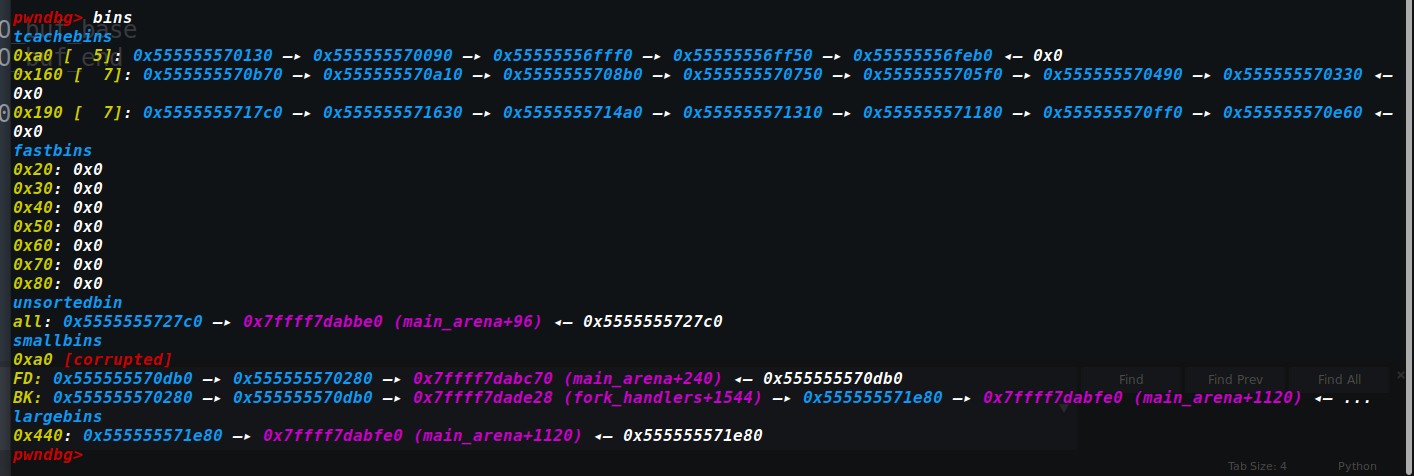 pwndbg> bins
tcachebins
0xa0 [  5]: 0x555555570130 —▸ 0x555555570090 —▸ 0x55555556fff0 —▸ 0x55555556ff50 —▸ 0x55555556feb0 ◂— 0x0
0x160 [  7]: 0x555555570b70 —▸ 0x555555570a10 —▸ 0x5555555708b0 —▸ 0x555555570750 —▸ 0x5555555705f0 —▸ 0x555555570490 —▸ 0x555555570330 ◂—
0x0
0x190 [  7]: 0x5555555717c0 —▸ 0x555555571630 —▸ 0x5555555714a0 —▸ 0x555555571310 —▸ 0x555555571180 —▸ 0x555555570ff0 —▸ 0x555555570e60 ◂—
0x0
fastbins
0x20: 0x0
0x30: 0x0
0x40: 0x0
0x50: 0x0
0x60: 0x0
0x70: 0x0
0x80: 0x0
unsortedbin
all: 0x5555555727c0 —▸ 0x7ffff7dabbe0 (main_arena+96) ◂— 0x5555555727c0
smallbins
0xa0 [corrupted]
FD: 0x555555570db0 —▸ 0x555555570280 —▸ 0x7ffff7dabc70 (main_arena+240) ◂— 0x555555570db0
BK: 0x555555570280 —▸ 0x555555570db0 —▸ 0x7ffff7dade28 (fork_handlers+1544) —▸ 0x555555571e80 —▸ 0x7ffff7dabfe0 (main_arena+1120) ◂— ...
largebins
0x440: 0x555555571e80 —▸ 0x7ffff7dabfe0 (main_arena+1120) ◂— 0x555555571e80
pwndbg>
buf_base
buf_end
Find
Find Prev
Find All
Tab Size: 4
Python